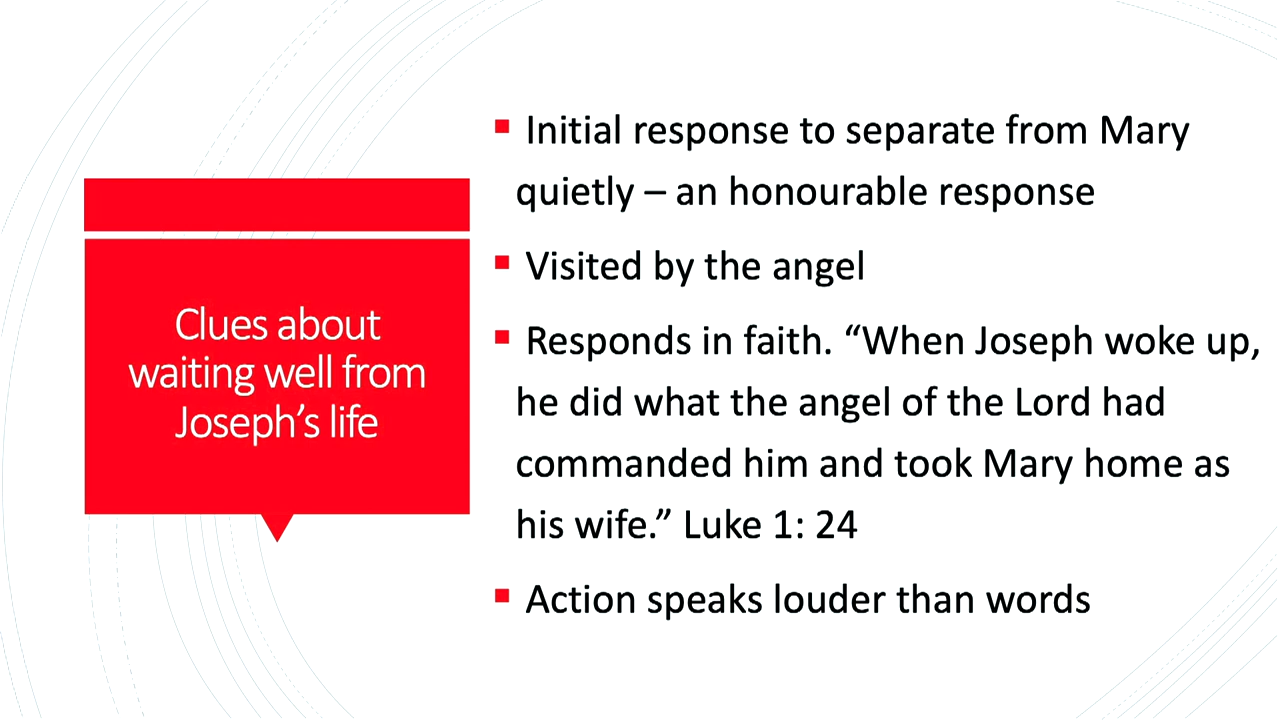 Clues about
waiting well from
Joseph’s life
▪ Initial response to separate from Mary
quietly – an honourable response
▪ Visited by the angel
▪ Responds in faith. “When Joseph woke up,
he did what the angel of the Lord had
commanded him and took Mary home as
his wife.” Luke 1: 24
▪ Action speaks louder than words